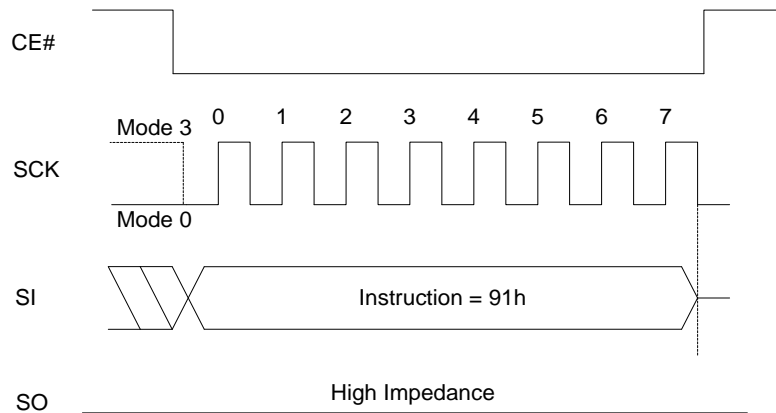 CE#
0 1 2 3 4 5 6 7
Mode 3
SCK
Mode 0
SI
Instruction = 91h
High Impedance
SO